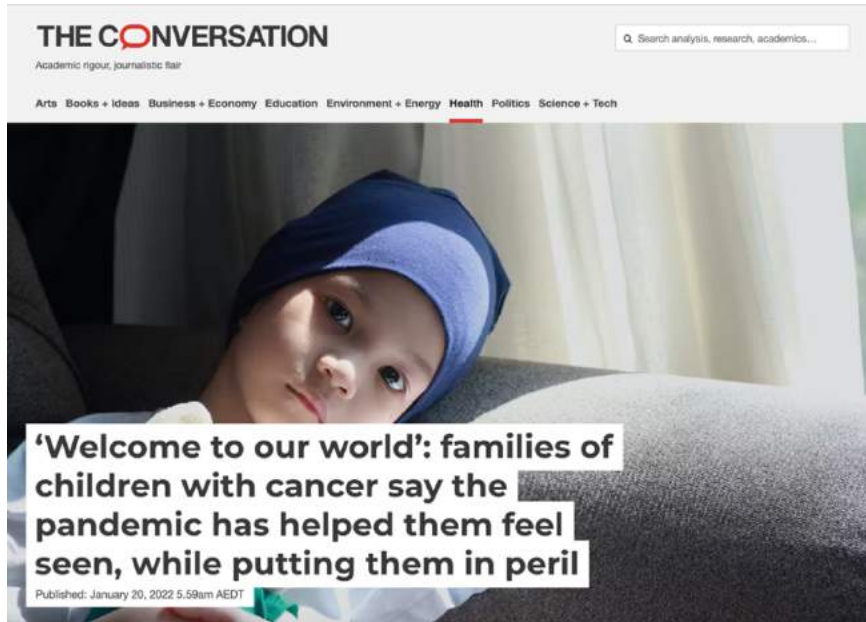 THE CONVERSATION
Search analysis, research, academics...
Academic rigour, journalistic flair
Arts Books + Ideas Business + Economy Education Environment + Energy Health Politics Science + Tech
‘Welcome to our world’: families of
children with cancer say the
pandemic has helped them feel
seen, while putting them in peril
Published: January 20, 2022 5.59am AEDT